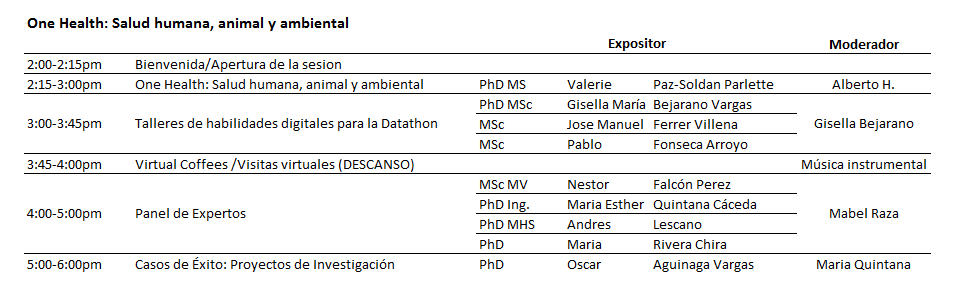 One Health: Salud humana, animal y ambiental
Expositor Moderador
2:00-2:15pm Bienvenida/Apertura de la sesion
2:15-3:00pm One Health: Salud humana, animal y ambiental PhD MS Valerie Paz-Soldan Parlette Alberto H.
PhD MSc Gisella María Bejarano Vargas
3:00-3:45pm Talleres de habilidades digitales para la Datathon MSc Jose Manuel Ferrer Villena Gisella Bejarano
MSc Pablo Fonseca Arroyo
3:45-4:00pm Virtual Coffees /Visitas virtuales (DESCANSO) Música instrumental
MSc MV Nestor Falcón Perez
PhD Ing. Maria Esther Quintana Cáceda
4:00-5:00pm Panel de Expertos Mabel Raza
PhD MHS Andres Lescano
PhD Maria Rivera Chira
5:00-6:00pm Casos de Éxito: Proyectos de Investigación PhD Oscar Aguinaga Vargas Maria Quintana